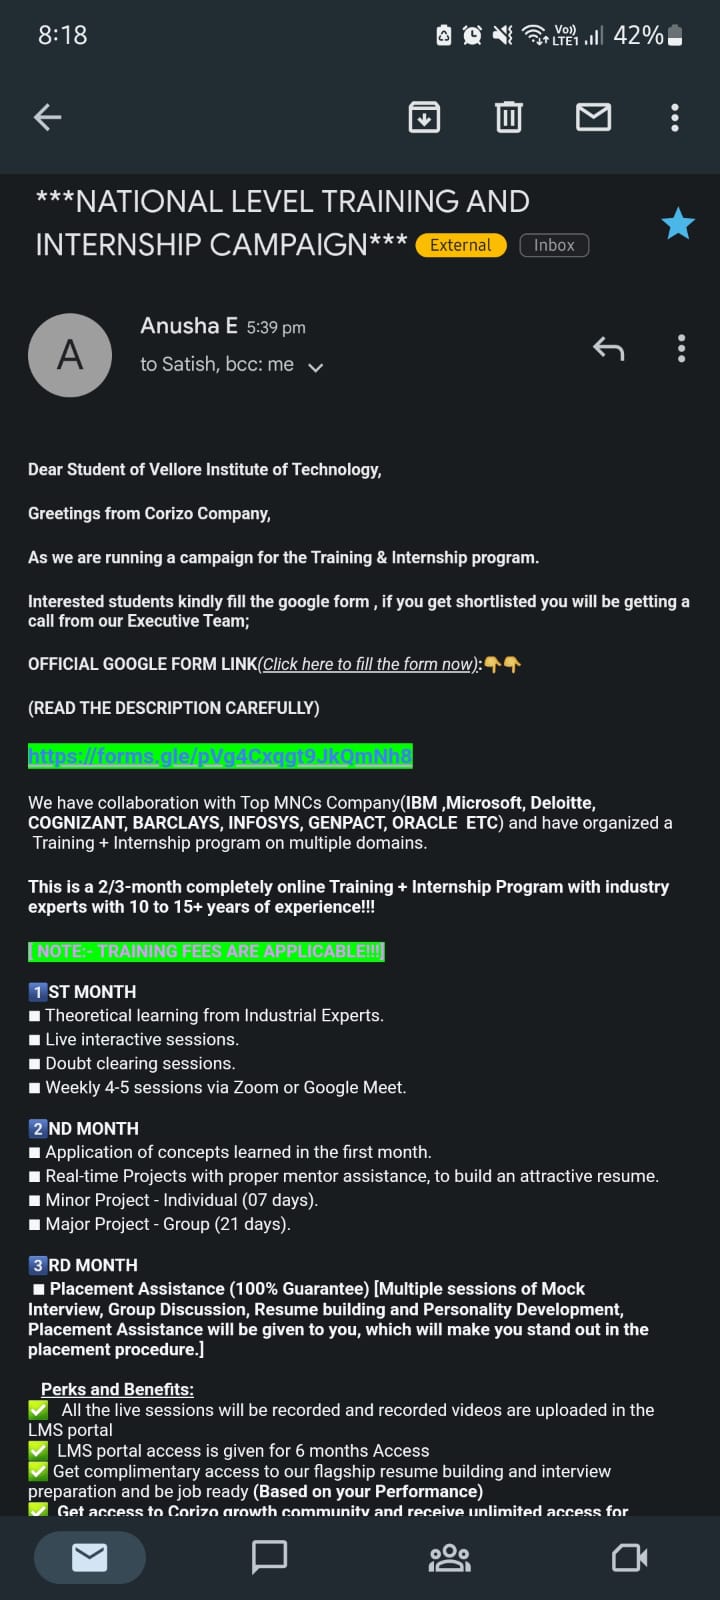 8:18
Vo))
LTE1
42%
***NATIONAL LEVEL TRAINING AND
INTERNSHIP CAMPAIGN*** External Inbox
Anusha E 5:39 pm
A
to Satish, bcc: me
Dear Student of Vellore Institute of Technology,
Greetings from Corizo Company,
As we are running a campaign for the Training & Internship program.
Interested students kindly fill the google form , if you get shortlisted you will be getting a
call from our Executive Team;
OFFICIAL GOOGLE FORM LINK(Click here to fill the form now):👇👇
(READ THE DESCRIPTION CAREFULLY)
https://forms.gle/pVg4Cxqgt9JkQmNh8
We have collaboration with Top MNCs Company(IBM ,Microsoft, Deloitte,
COGNIZANT, BARCLAYS, INFOSYS, GENPACT, ORACLE ETC) and have organized a
Training + Internship program on multiple domains.
This is a 2/3-month completely online Training + Internship Program with industry
experts with 10 to 15+ years of experience!!!
[ NOTE:- TRAINING FEES ARE APPLICABLE!!!]
1️⃣ST MONTH
■ Theoretical learning from Industrial Experts.
■ Live interactive sessions.
■ Doubt clearing sessions.
■ Weekly 4-5 sessions via Zoom or Google Meet.
2️⃣ND MONTH
■ Application of concepts learned in the first month.
■ Real-time Projects with proper mentor assistance, to build an attractive resume.
■ Minor Project - Individual (07 days).
■ Major Project - Group (21 days).
3️⃣RD MONTH
■ Placement Assistance (100% Guarantee) [Multiple sessions of Mock
Interview, Group Discussion, Resume building and Personality Development,
Placement Assistance will be given to you, which will make you stand out in the
placement procedure.]
Perks and Benefits:
✅ All the live sessions will be recorded and recorded videos are uploaded in the
LMS portal
✅ LMS portal access is given for 6 months Access
✅ Get complimentary access to our flagship resume building and interview
preparation and be job ready (Based on your Performance)
✅ Get access to Corizo growth community and receive unlimited access for